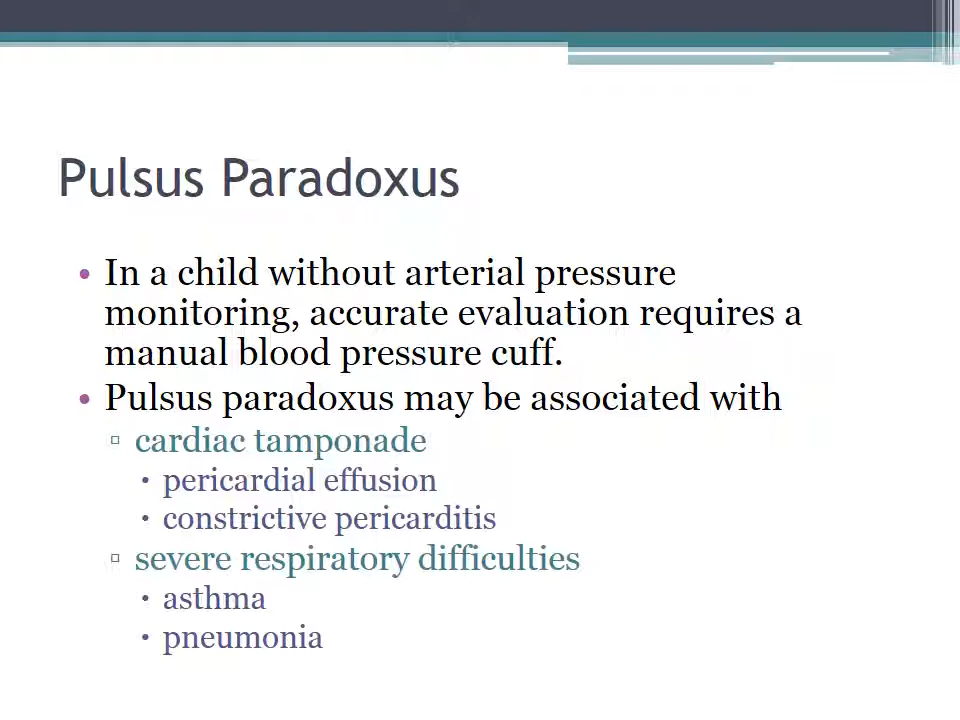 Pulsus Paradoxus
• In a child without arterial pressure
monitoring, accurate evaluation requires a
manual blood pressure cuff.
• Pulsus paradoxus may be associated with
▫ cardiac tamponade
▪ pericardial effusion
▪ constrictive pericarditis
▫ severe respiratory difficulties
▪ asthma
▪ pneumonia